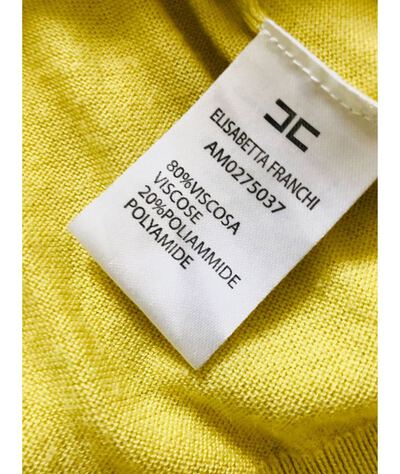 ELISABETTA FRANCHI
AM0275037
80%VISCOSA
VISCOSE
20%POLIAMMIDE
POLYAMIDE